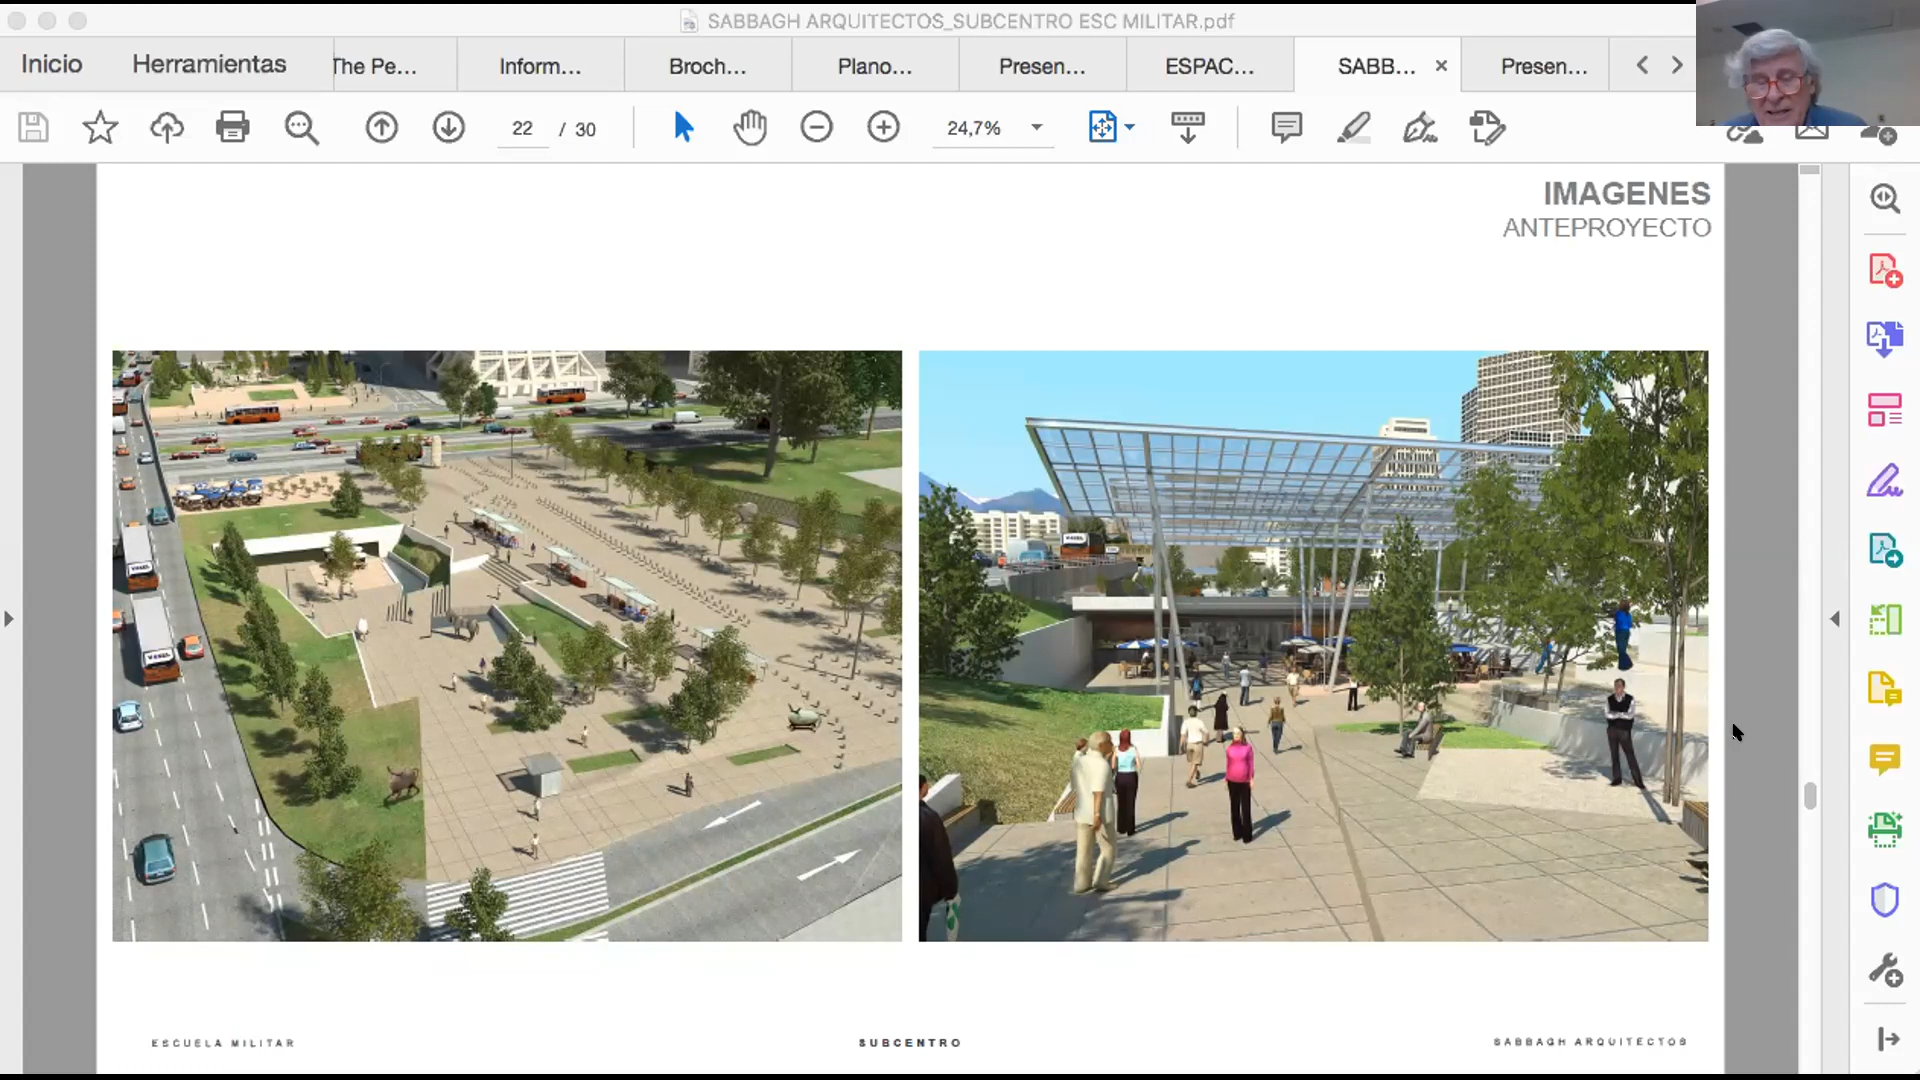 SABBAGH ARQUITECTOS_SUBCENTRO ESC MILITAR.pdf
Inicio
Herramientas
The Pe...
Inform...
Broch...
Plano...
Presen...
ESPAC...
SABB...
Presen...
22 / 30
24,7%
IMAGENES
ANTEPROYECTO
ESCUELA MILITAR
SUBCENTRO
SABBAGH ARQUITECTOS